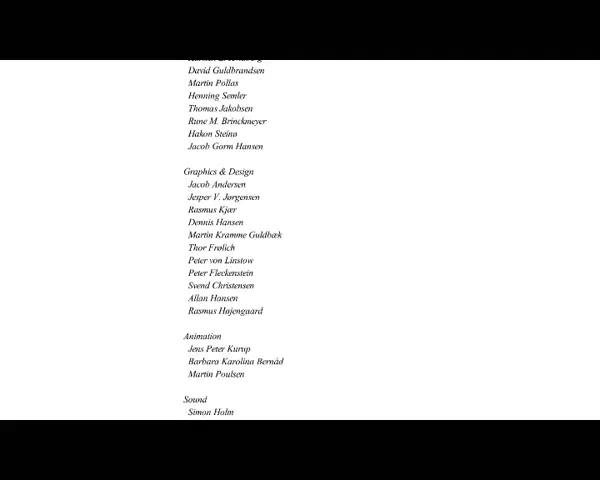 David Guldbrandsen
Martin Pollas
Henning Semler
Thomas Jakobsen
Rune M. Brinckmeyer
Hakon Steinø
Jacob Gorm Hansen
Graphics & Design
Jacob Andersen
Jesper V. Jørgensen
Rasmus Kjær
Dennis Hansen
Martin Kramme Guldbæk
Thor Frølich
Peter von Linstow
Peter Fleckenstein
Svend Christensen
Allan Hansen
Rasmus Højengaard
Animation
Jens Peter Kurup
Barbara Karolina Bernåd
Martin Poulsen
Sound
Simon Holm